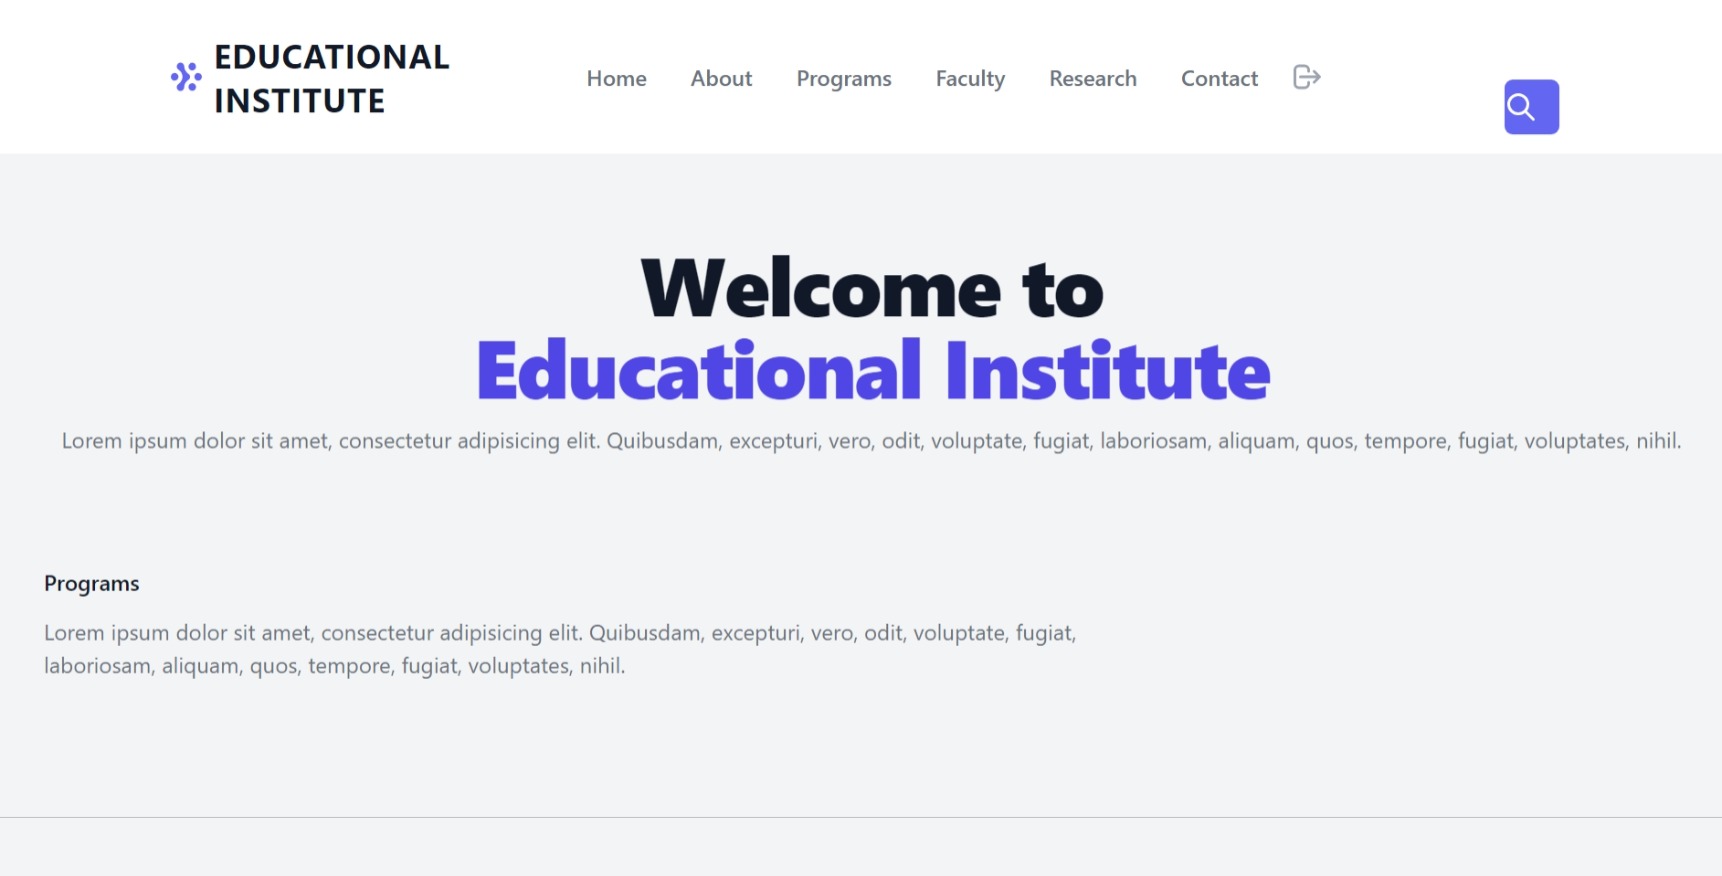 EDUCATIONAL
INSTITUTE
Home About Programs Faculty Research Contact
Welcome to
Educational Institute
Lorem ipsum dolor sit amet, consectetur adipisicing elit. Quibusdam, excepturi, vero, odit, voluptate, fugiat, laboriosam, aliquam, quos, tempore, fugiat, voluptates, nihil.
Programs
Lorem ipsum dolor sit amet, consectetur adipisicing elit. Quibusdam, excepturi, vero, odit, voluptate, fugiat,
laboriosam, aliquam, quos, tempore, fugiat, voluptates, nihil.